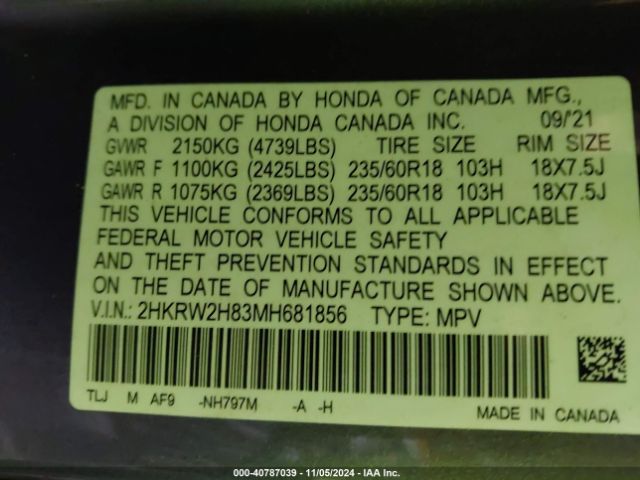 MFD. IN CANADA BY HONDA OF CANADA MFG.,
A DIVISION OF HONDA CANADA INC. 09/'21
GVWR 2150KG (4739LBS) TIRE SIZE RIM SIZE
GAWR F 1100KG (2425LBS) 235/60R18 103H 18X7.5J
GAWR R 1075KG (2369LBS) 235/60R18 103H 18X7.5J
THIS VEHICLE CONFORMS TO ALL APPLICABLE
FEDERAL MOTOR VEHICLE SAFETY
AND THEFT PREVENTION STANDARDS IN EFFECT
ON THE DATE OF MANUFACTURE SHOWN ABOVE.
V.I.N.: 2HKRW2H83MH681856 TYPE: MPV
TLJ M AF9 -NH797M -A -H
MADE IN CANADA
000-40787039 - 11/05/2024 - IAA Inc.